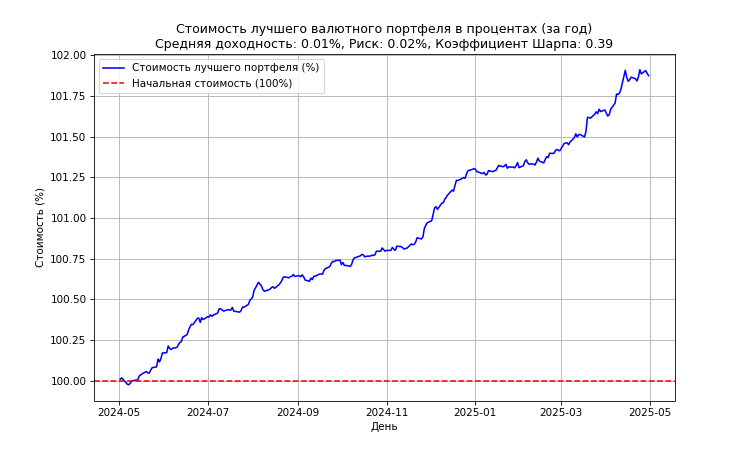 Стоимость лучшего валютного портфеля в процентах (за год)
Средняя доходность: 0.01%, Риск: 0.02%, Коэффициент Шарпа: 0.39
Стоимость лучшего портфеля (%)
Начальная стоимость (100%)
102.00
101.75
101.50
101.25
101.00
100.75
100.50
100.25
100.00
Стоимость (%)
2024-05 2024-07 2024-09 2024-11 2025-01 2025-03 2025-05
День